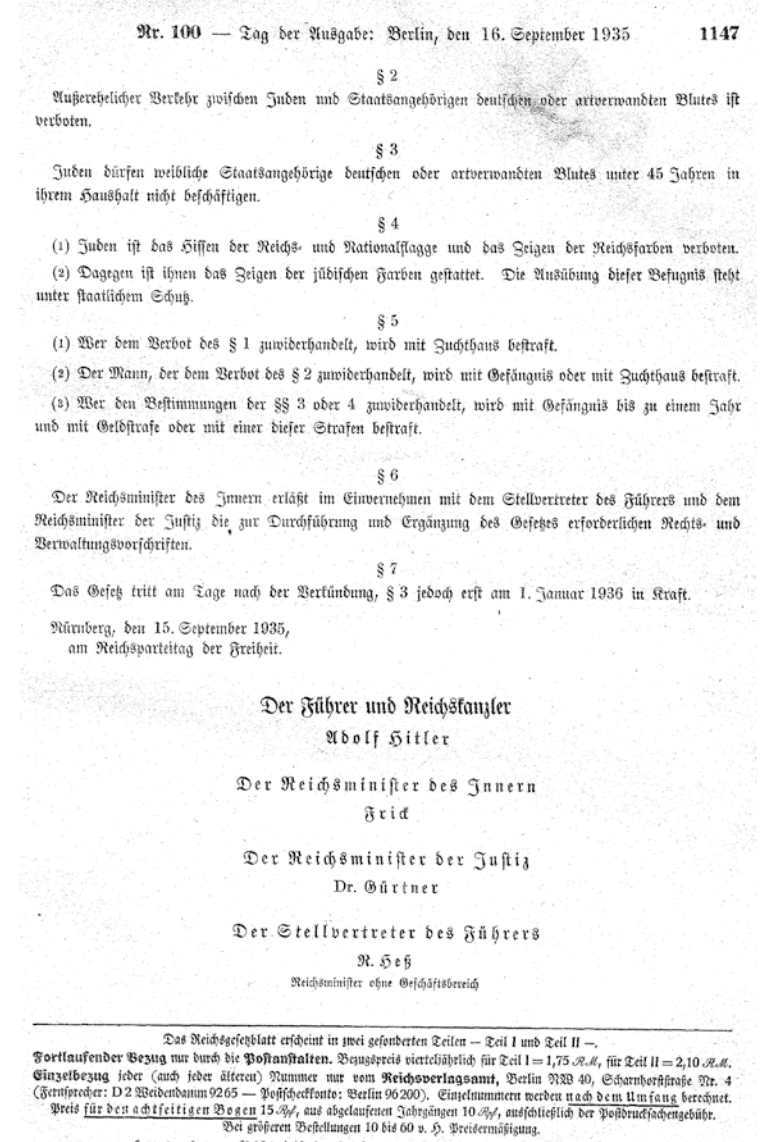 Nr. 100 — Tag der Ausgabe: Berlin, den 16. September 1935 1147
§ 2
Außerehelicher Verkehr zwischen Juden und Staatsangehörigen deutschen oder artverwandten Blutes ist
verboten.
§ 3
Juden dürfen weibliche Staatsangehörige deutschen oder artverwandten Blutes unter 45 Jahren in
ihrem Haushalt nicht beschäftigen.
§ 4
(1) Juden ist das Hissen der Reichs- und Nationalflagge und das Zeigen der Reichsfarben verboten.
(2) Dagegen ist ihnen das Zeigen der jüdischen Farben gestattet. Die Ausübung dieser Befugnis steht
unter staatlichem Schutz.
§ 5
(1) Wer dem Verbot des § 1 zuwiderhandelt, wird mit Zuchthaus bestraft.
(2) Der Mann, der dem Verbot des § 2 zuwiderhandelt, wird mit Gefängnis oder mit Zuchthaus bestraft.
(3) Wer den Bestimmungen der §§ 3 oder 4 zuwiderhandelt, wird mit Gefängnis bis zu einem Jahr
und mit Geldstrafe oder mit einer dieser Strafen bestraft.
§ 6
Der Reichsminister des Innern erläßt im Einvernehmen mit dem Stellvertreter des Führers und dem
Reichsminister der Justiz die zur Durchführung und Ergänzung des Gesetzes erforderlichen Rechts- und
Verwaltungsvorschriften.
§ 7
Das Gesetz tritt am Tage nach der Verkündung, § 3 jedoch erst am 1. Januar 1936 in Kraft.
Nürnberg, den 15. September 1935,
am Reichsparteitag der Freiheit.
Der Führer und Reichskanzler
Adolf Hitler
Der Reichsminister des Innern
Frick
Der Reichsminister der Justiz
Dr. Gürtner
Der Stellvertreter des Führers
R. Heß
Reichsminister ohne Geschäftsbereich
Das Reichsgesetzblatt erscheint in zwei gesonderten Teilen — Teil I und Teil II —.
Fortlaufender Bezug nur durch die Postanstalten. Bezugspreis vierteljährlich für Teil I = 1,75 RM, für Teil II = 2,10 RM.
Einzelbezug jeder (auch jeder älteren) Nummer nur vom Reichsverlagsamt, Berlin NW 40, Scharnhorststraße Nr. 4
(Fernsprecher: D 2 Weidendamm 9265 — Postscheckkonto: Berlin 96200). Einzelnummern werden nach dem Umfang berechnet.
Preis für den achtseitigen Bogen 15 Rpf, aus abgelaufenen Jahrgängen 10 Rpf, ausschließlich der Postdrucksachengebühr.
Bei größeren Bestellungen 10 bis 60 v. H. Preisermäßigung.